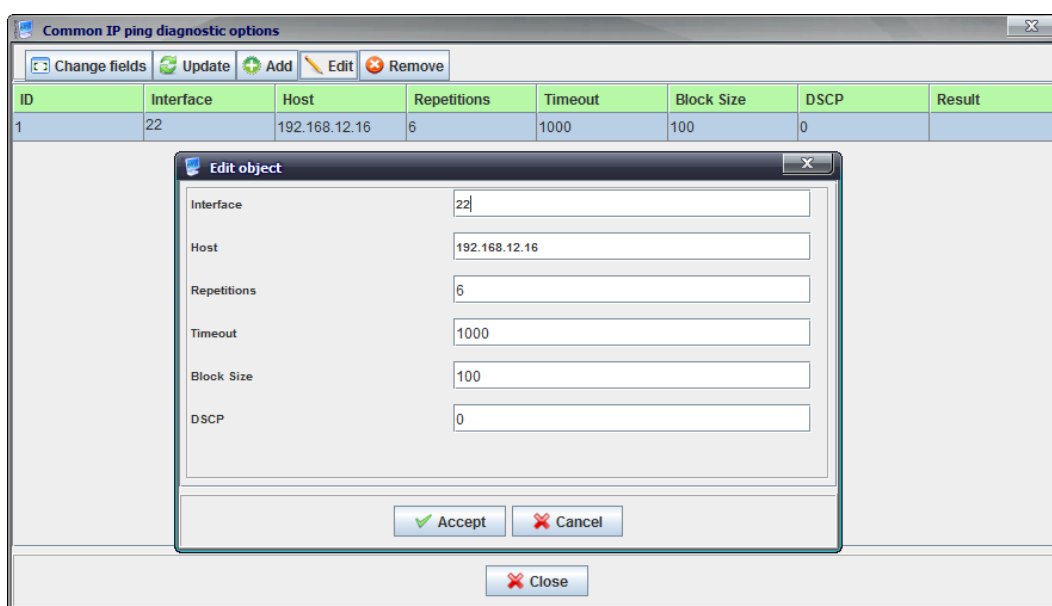 Common IP ping diagnostic options
Change fields Update Add Edit Remove
ID Interface Host Repetitions Timeout Block Size DSCP Result
1 22 192.168.12.16 6 1000 100 0
Edit object
Interface 22
Host 192.168.12.16
Repetitions 6
Timeout 1000
Block Size 100
DSCP 0
Accept Cancel
Close